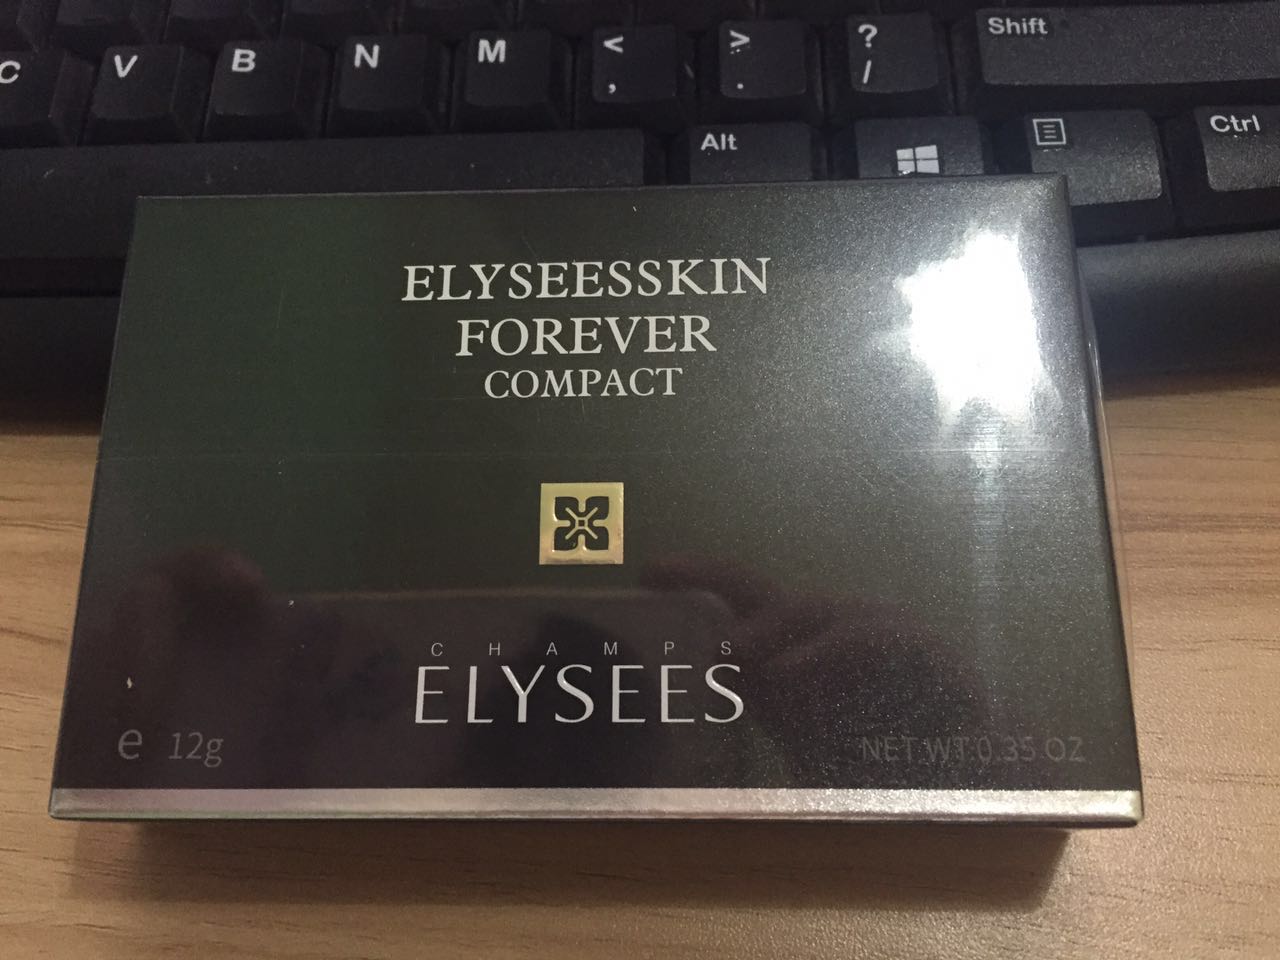 C V B N M < > ? Shift
, . /
Alt Ctrl
ELYSEESSKIN
FOREVER
COMPACT
CHAMPS
ELYSEES
e 12g NET WT 0.35 OZ